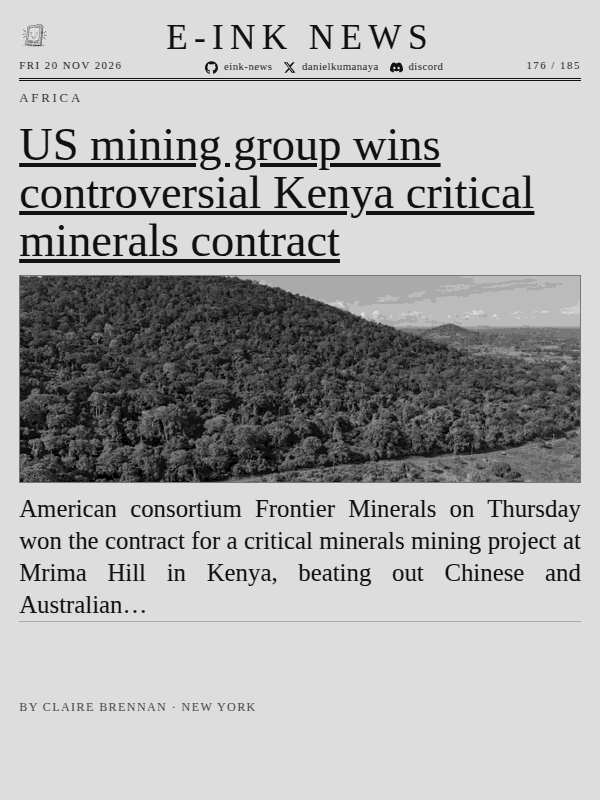 E-INK NEWS
FRI 20 NOV 2026
eink-news danielkumanaya discord
176 / 185
AFRICA
US mining group wins
controversial Kenya critical
minerals contract
American consortium Frontier Minerals on Thursday
won the contract for a critical minerals mining project at
Mrima Hill in Kenya, beating out Chinese and
Australian…
BY CLAIRE BRENNAN · NEW YORK